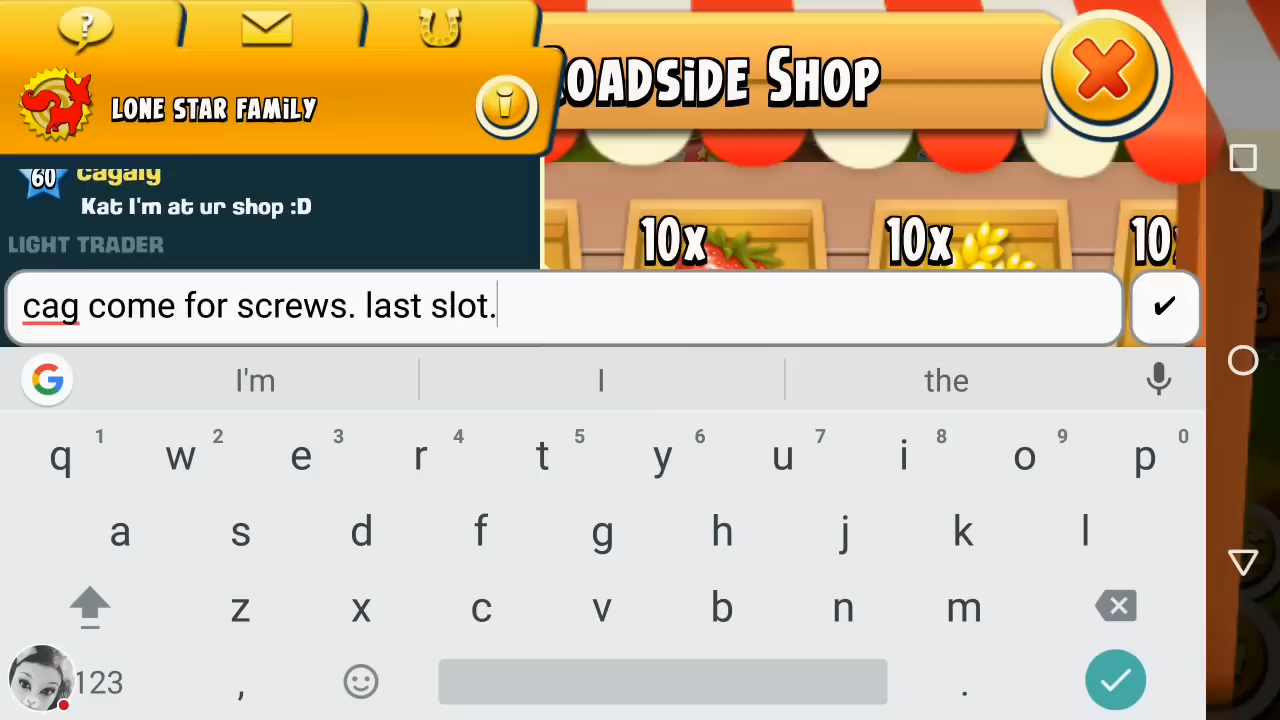 ?
ROADSiDE SHOP
LONE STAR FAMiLY
i
60
cagaly
Kat I'm at ur shop :D
LIGHT TRADER
10x
10x
10
cag come for screws. last slot.
G
I'm
I
the
q 1 w 2 e 3 r 4 t 5 y 6 u 7 i 8 o 9 p 0
a s d f g h j k l
z x c v b n m
123 , .